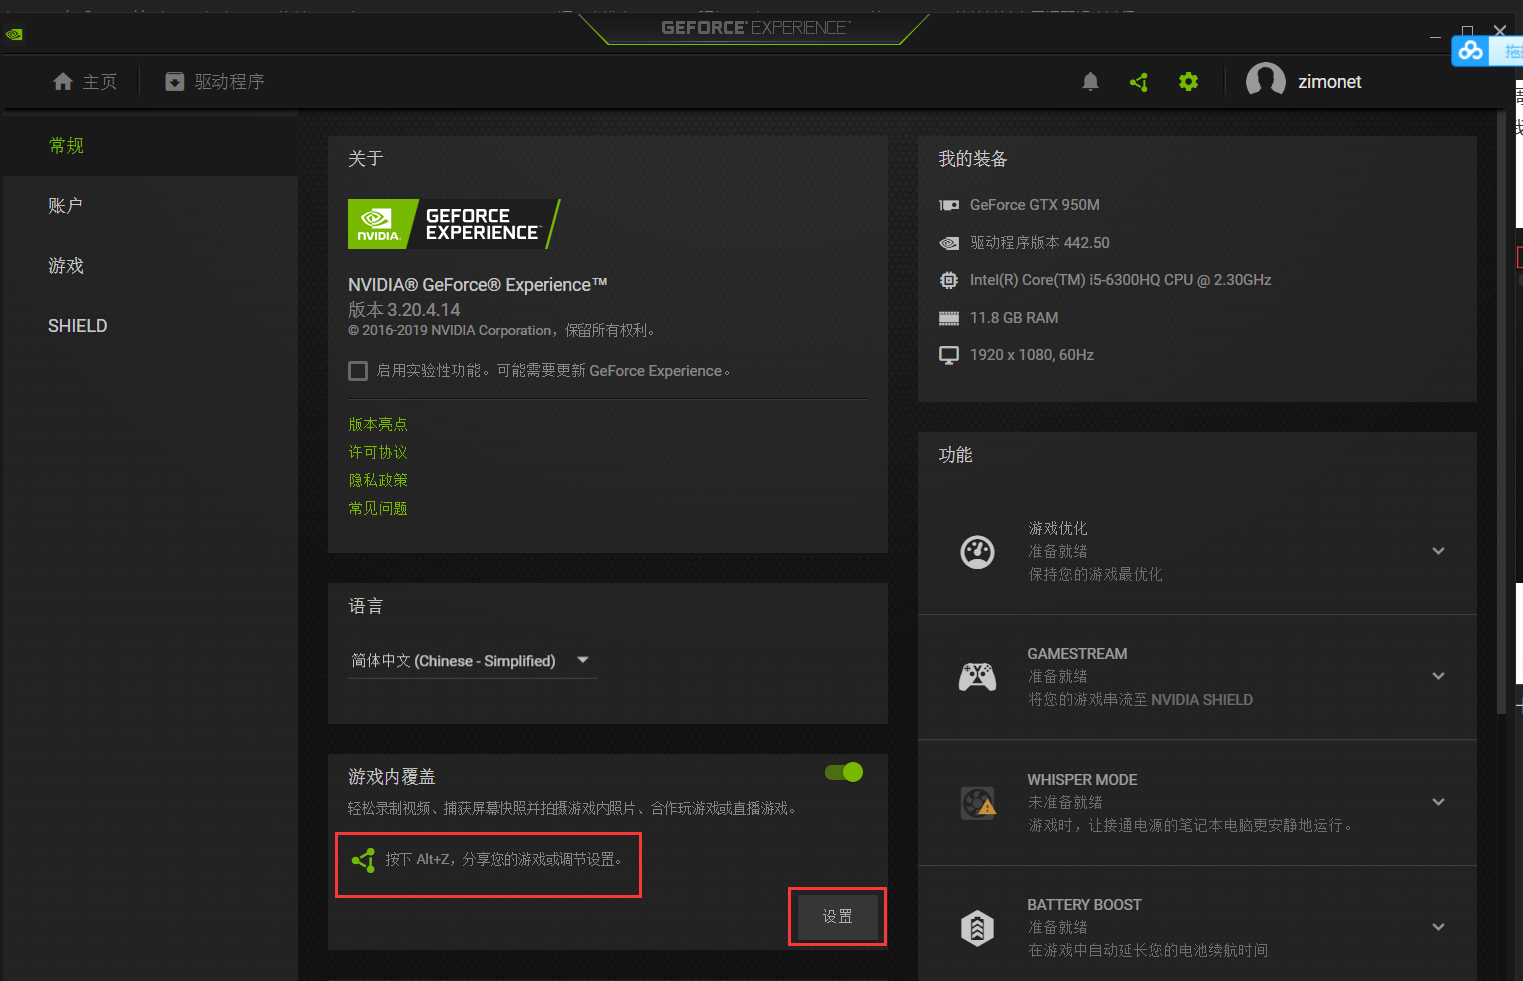 GEFORCE® EXPERIENCE™
拖拽
主页
驱动程序
zimonet
常规
账户
游戏
SHIELD
关于
NVIDIA.
GEFORCE
EXPERIENCE™
NVIDIA® GeForce® Experience™
版本 3.20.4.14
© 2016-2019 NVIDIA Corporation，保留所有权利。
启用实验性功能。可能需要更新 GeForce Experience。
版本亮点
许可协议
隐私政策
常见问题
语言
简体中文 (Chinese - Simplified)
游戏内覆盖
轻松录制视频、捕获屏幕快照并拍摄游戏内照片、合作玩游戏或直播游戏。
按下 Alt+Z，分享您的游戏或调节设置。
设置
我的装备
GeForce GTX 950M
驱动程序版本 442.50
Intel(R) Core(TM) i5-6300HQ CPU @ 2.30GHz
11.8 GB RAM
1920 x 1080, 60Hz
功能
游戏优化
准备就绪
保持您的游戏最优化
GAMESTREAM
准备就绪
将您的游戏串流至 NVIDIA SHIELD
WHISPER MODE
未准备就绪
游戏时，让接通电源的笔记本电脑更安静地运行。
BATTERY BOOST
准备就绪
在游戏中自动延长您的电池续航时间